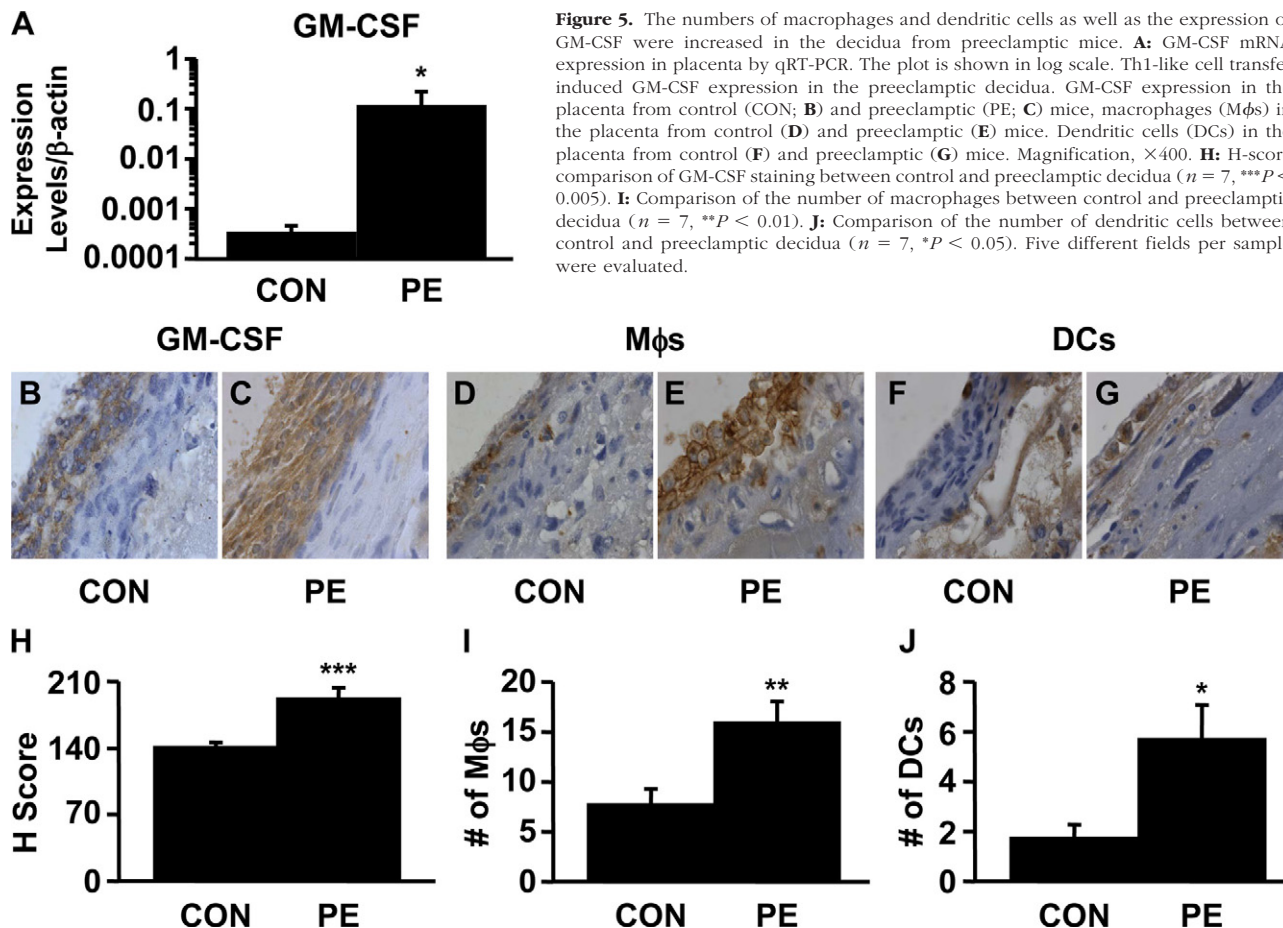 A
GM-CSF
Expression
Levels/β-actin
1
0.1
0.01
0.001
0.0001
*
CON
PE
Figure 5. The numbers of macrophages and dendritic cells as well as the expression o
GM-CSF were increased in the decidua from preeclamptic mice. A: GM-CSF mRNA
expression in placenta by qRT-PCR. The plot is shown in log scale. Th1-like cell transfe
induced GM-CSF expression in the preeclamptic decidua. GM-CSF expression in th
placenta from control (CON; B) and preeclamptic (PE; C) mice, macrophages (Mϕs) i
the placenta from control (D) and preeclamptic (E) mice. Dendritic cells (DCs) in th
placenta from control (F) and preeclamptic (G) mice. Magnification, ×400. H: H-scor
comparison of GM-CSF staining between control and preeclamptic decidua (n = 7, ***P <
0.005). I: Comparison of the number of macrophages between control and preeclampti
decidua (n = 7, **P < 0.01). J: Comparison of the number of dendritic cells between
control and preeclamptic decidua (n = 7, *P < 0.05). Five different fields per sampl
were evaluated.
GM-CSF
Mϕs
DCs
B
C
D
E
F
G
CON
PE
CON
PE
CON
PE
H
H Score
210
140
70
0
***
CON
PE
I
# of Mϕs
20
15
10
5
0
**
CON
PE
J
# of DCs
8
6
4
2
0
*
CON
PE